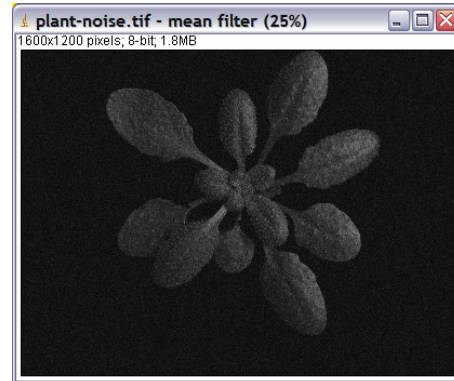 plant-noise.tif - mean filter (25%)
1600x1200 pixels; 8-bit; 1.8MB